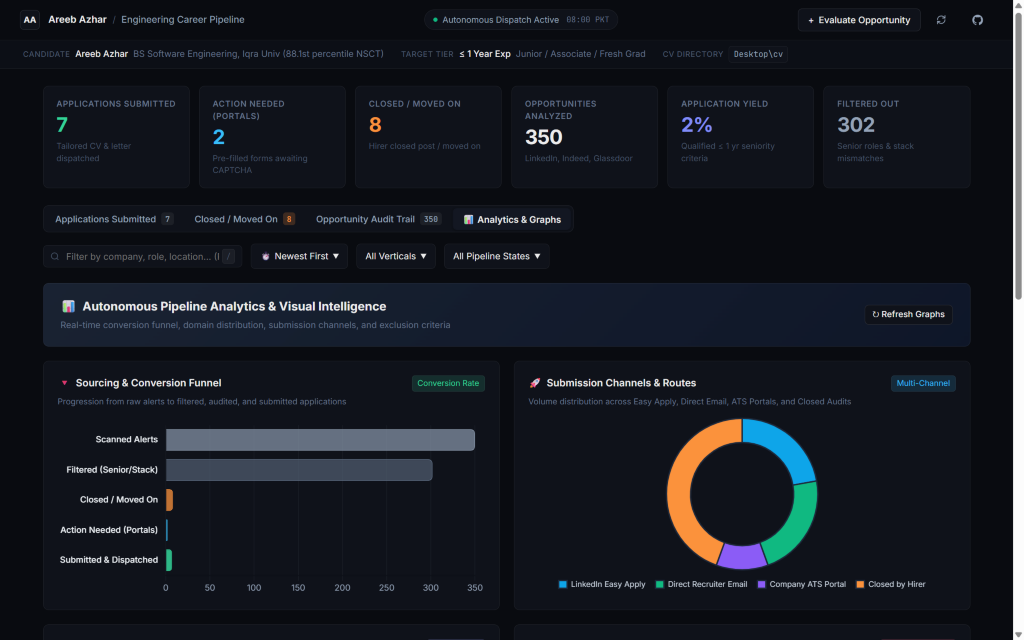 AA Areeb Azhar / Engineering Career Pipeline
Autonomous Dispatch Active 08:00 PKT
+ Evaluate Opportunity
CANDIDATE Areeb Azhar BS Software Engineering, Iqra Univ (88.1st percentile NSCT) TARGET TIER ≤ 1 Year Exp Junior / Associate / Fresh Grad CV DIRECTORY Desktop\cv
APPLICATIONS SUBMITTED
7
Tailored CV & letter
dispatched
ACTION NEEDED
(PORTALS)
2
Pre-filled forms awaiting
CAPTCHA
CLOSED / MOVED ON
8
Hirer closed post / moved on
OPPORTUNITIES
ANALYZED
350
LinkedIn, Indeed, Glassdoor
APPLICATION YIELD
2%
Qualified ≤ 1 yr seniority
criteria
FILTERED OUT
302
Senior roles & stack
mismatches
Applications Submitted 7 Closed / Moved On 8 Opportunity Audit Trail 350 Analytics & Graphs
Filter by company, role, location... ( /
Newest First ▼ All Verticals ▼ All Pipeline States ▼
Autonomous Pipeline Analytics & Visual Intelligence
Real-time conversion funnel, domain distribution, submission channels, and exclusion criteria
↻ Refresh Graphs
Sourcing & Conversion Funnel
Conversion Rate
Progression from raw alerts to filtered, audited, and submitted applications
Scanned Alerts
Filtered (Senior/Stack)
Closed / Moved On
Action Needed (Portals)
Submitted & Dispatched
0 50 100 150 200 250 300 350
Submission Channels & Routes
Multi-Channel
Volume distribution across Easy Apply, Direct Email, ATS Portals, and Closed Audits
LinkedIn Easy Apply Direct Recruiter Email Company ATS Portal Closed by Hirer